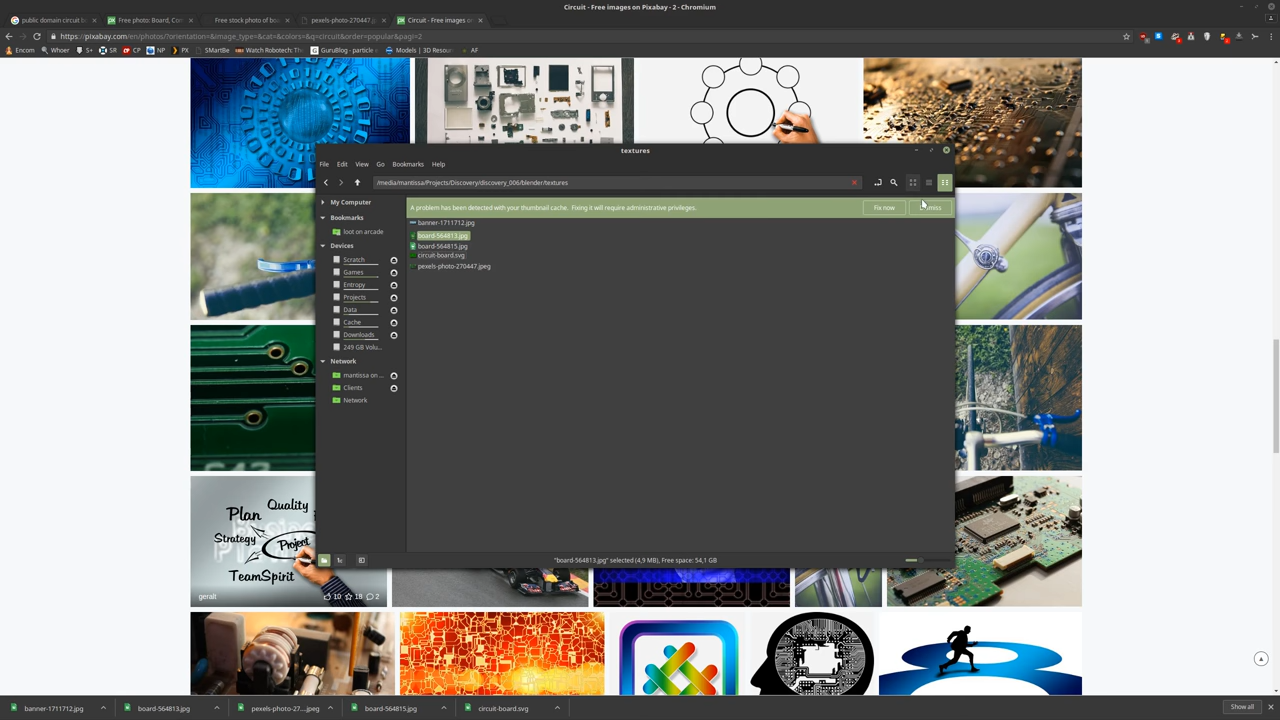 Circuit - Free images on Pixabay - 2 - Chromium
public domain circuit b
Free photo: Board, Con
Free stock photo of boa
pexels-photo-270447.j
Circuit - Free images on
https://pixabay.com/en/photos/?orientation=&image_type=&cat=&colors=&q=circuit&order=popular&pagi=2
Encom
Whoer
S+
SR
CP
NP
PX
SMartBe
Watch Robotech: Th
GuruBlog - particle
Models | 3D Resour
AF
textures
File Edit View Go Bookmarks Help
/media/mantissa/Projects/Discovery/discovery_006/blender/textures
My Computer
Bookmarks
loot on arcade
Devices
Scratch
Games
Entropy
Projects
Data
Cache
Downloads
249 GB Volu...
Network
mantissa on ...
Clients
Network
A problem has been detected with your thumbnail cache. Fixing it will require administrative privileges.
Fix now
Dismiss
banner-1711712.jpg
board-564813.jpg
board-564815.jpg
circuit-board.svg
pexels-photo-270447.jpeg
"board-564813.jpg" selected (4,9 MB), Free space: 54,1 GB
Quality
Plan
Strategy
Project
TeamSpirit
geralt
10 18 2
banner-1711712.jpg
board-564813.jpg
pexels-photo-27....jpeg
board-564815.jpg
circuit-board.svg
Show all